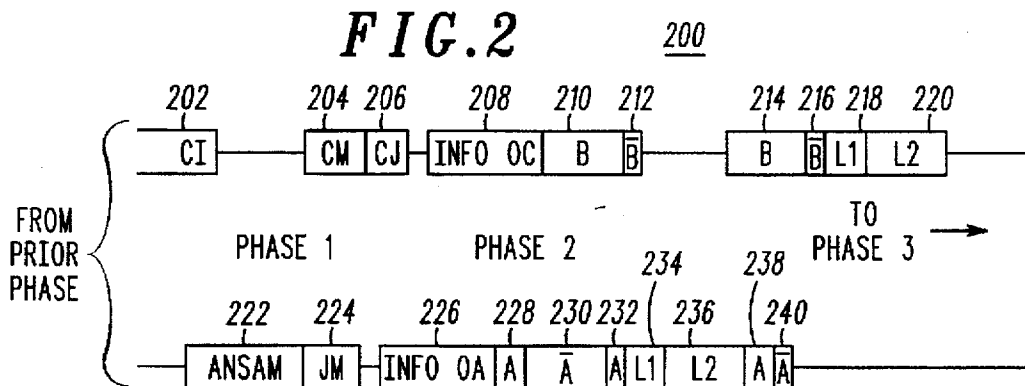 FIG.2 200
202 204 206 208 210 212 214 216 218 220
CI CM CJ INFO OC B B̅ B B̅ L1 L2
FROM PRIOR PHASE
PHASE 1 PHASE 2 TO PHASE 3
222 224 226 228 230 232 234 236 238 240
ANSAM JM INFO OA A A̅ A L1 L2 A A̅